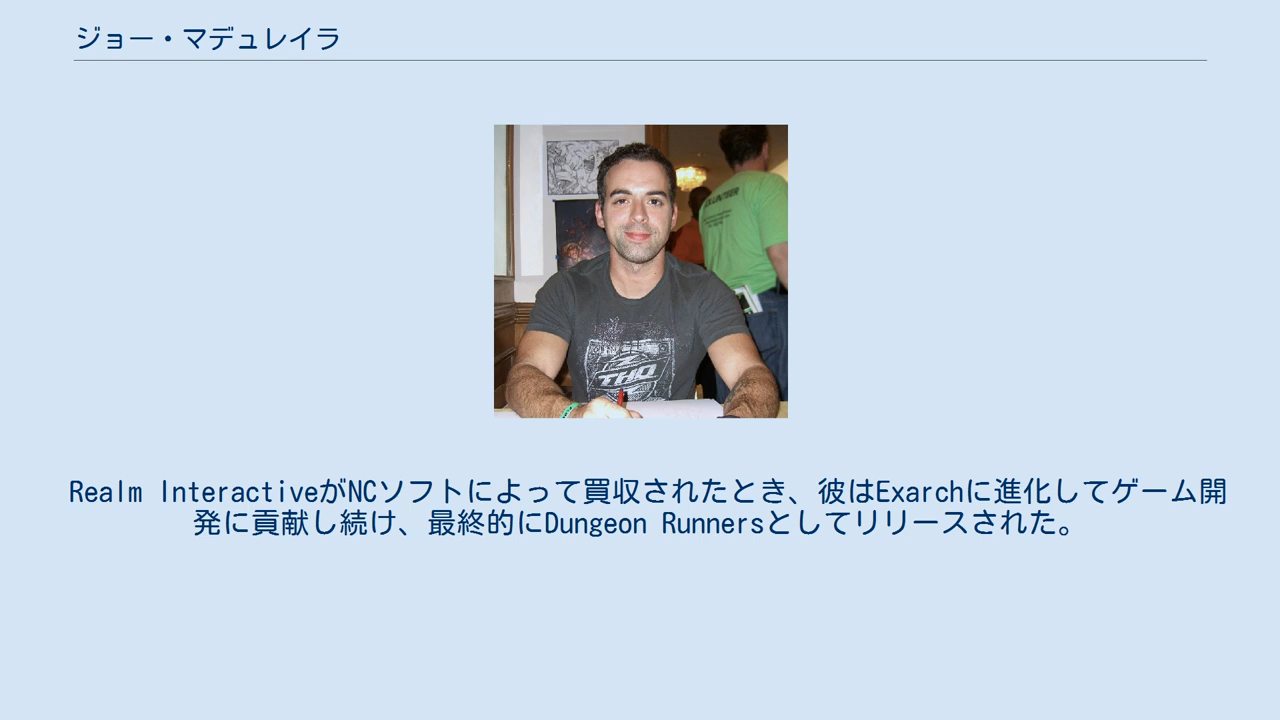 ジョー・マデュレイラ
VOLUNTEER
THQ
Realm InteractiveがNCソフトによって買収されたとき、彼はExarchに進化してゲーム開
発に貢献し続け、最終的にDungeon Runnersとしてリリースされた。